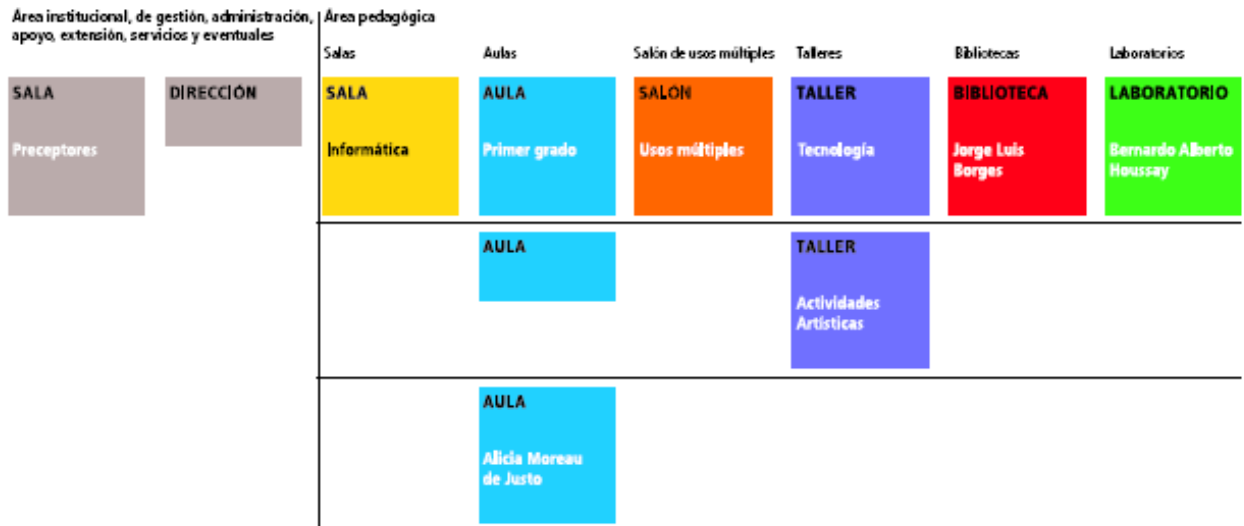 Área institucional, de gestión, administración,
apoyo, extensión, servicios y eventuales
Área pedagógica
Salas
Aulas
Salón de usos múltiples
Talleres
Bibliotecas
Laboratorios
SALA
Preceptores
DIRECCIÓN
SALA
Informática
AULA
Primer grado
SALON
Usos múltiples
TALLER
Tecnología
BIBLIOTECA
Jorge Luis
Borges
LABORATORIO
Bernardo Alberto
Houssay
AULA
TALLER
Actividades
Artísticas
AULA
Alicia Moreau
de Justo